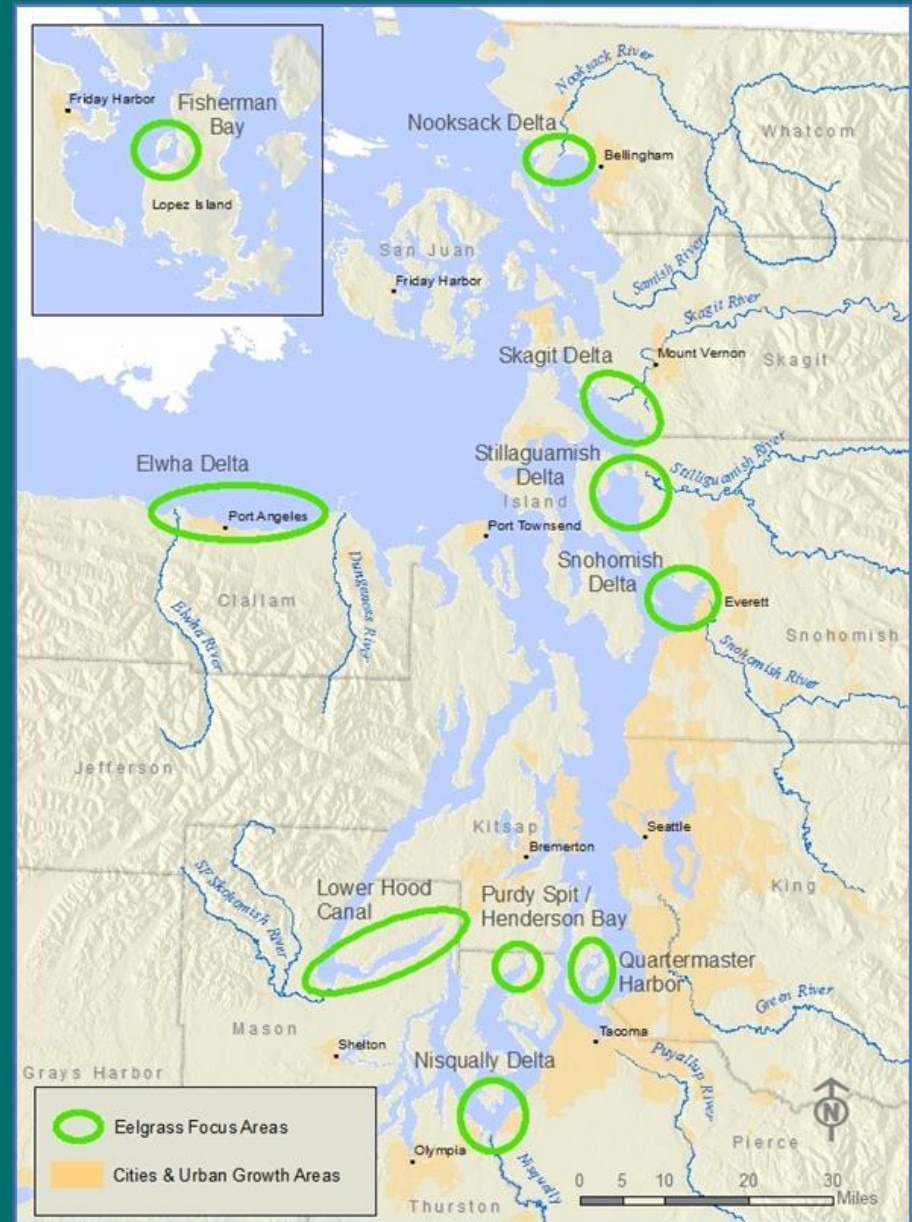 Friday Harbor
Fisherman
Bay
Lopez Island
Nooksack River
Nooksack Delta
Bellingham
Whatcom
San Juan
Friday Harbor
Samish River
Skagit River
Skagit Delta
Mount Vernon
Skagit
Elwha Delta
Stillaguamish
Delta
Island
Stilliguamish River
Port Angeles
Port Townsend
Snohomish
Delta
Clallam
Dungeness River
Elwha River
Everett
Snohomish
Snohomish River
Jefferson
Kitsap
Seattle
Bremerton
King
SF Skokomish River
Lower Hood
Canal
Purdy Spit /
Henderson Bay
Quartermaster
Harbor
Green River
Mason
Tacoma
Shelton
Puyallup River
Grays Harbor
Nisqually Delta
Eelgrass Focus Areas
Cities & Urban Growth Areas
Olympia
Nisqually
Thurston
Pierce
N
0 5 10 20 30
Miles